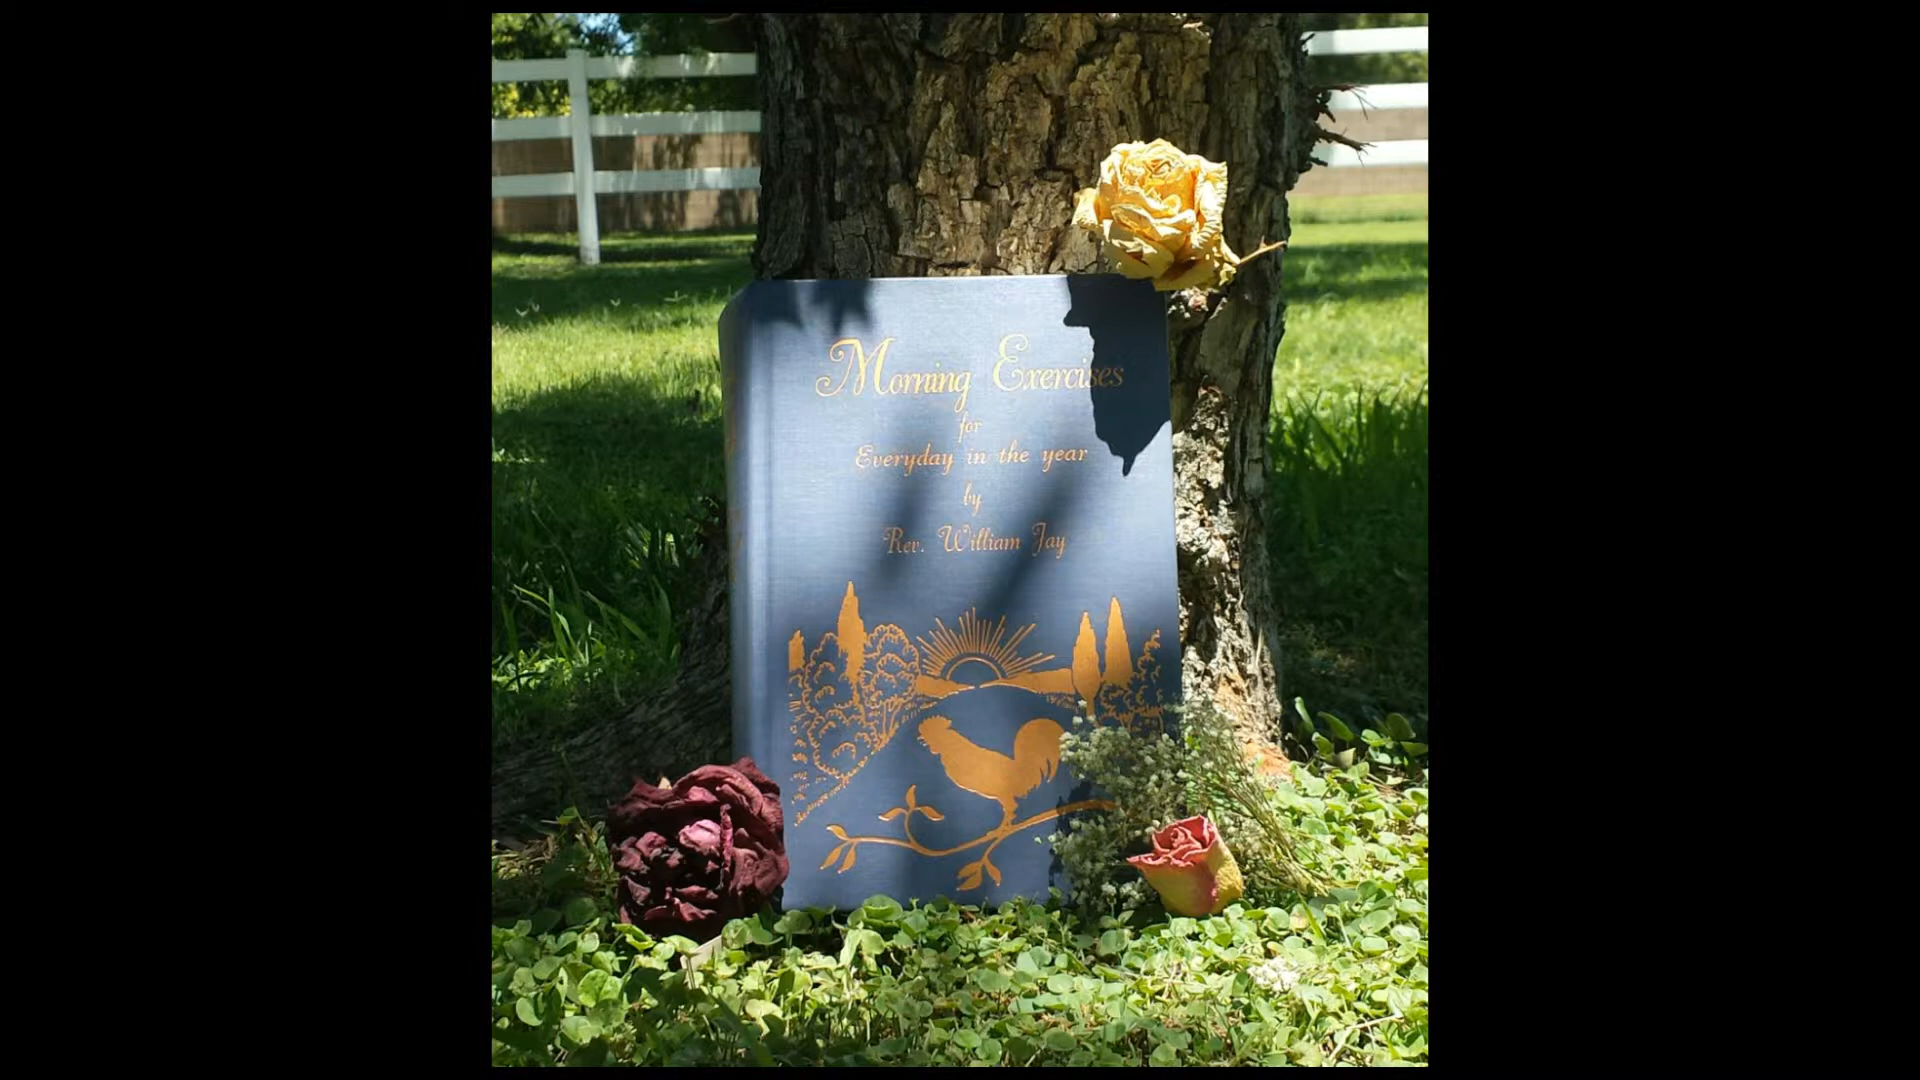 Morning Exercises
for
Everyday in the year
by
Rev. William Jay